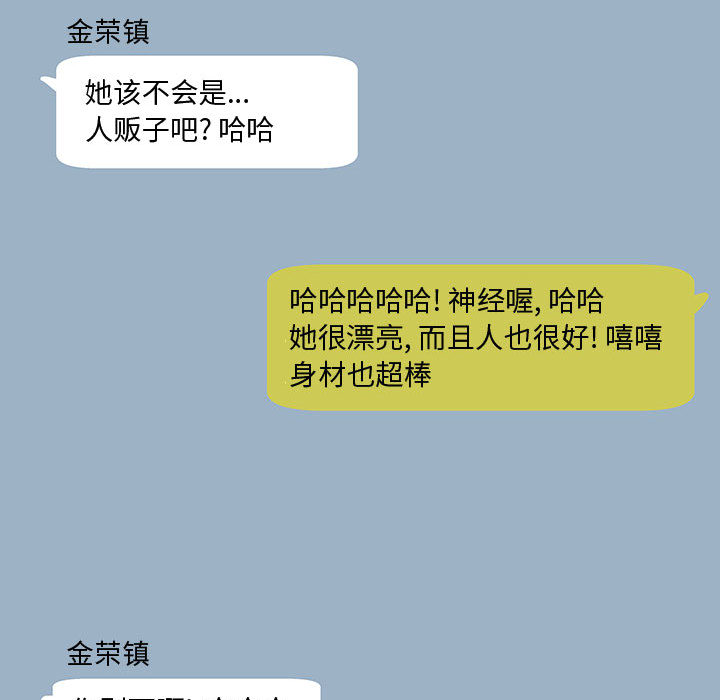 金荣镇
她该不会是...
人贩子吧? 哈哈
哈哈哈哈哈! 神经喔, 哈哈
她很漂亮, 而且人也很好! 嘻嘻
身材也超棒
金荣镇